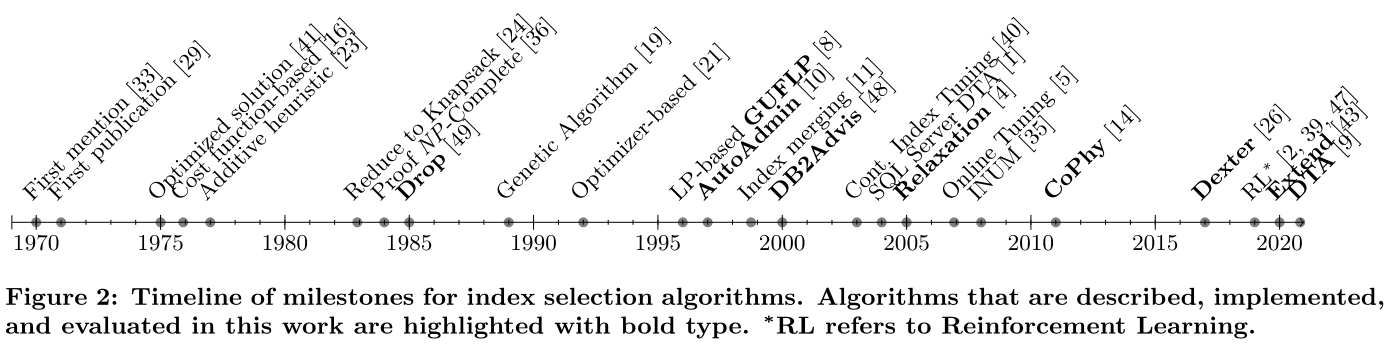 First mention [33]
First publication [29]
Optimized solution [41]
Cost function-based [16]
Additive heuristic [23]
Reduce to Knapsack [24]
Proof NP-Complete [36]
Drop [49]
Genetic Algorithm [19]
Optimizer-based [21]
LP-based GUFLP [8]
AutoAdmin [10]
Index merging [11]
DB2Advis [48]
Cont. Index Tuning [40]
SQL Server DTA [1]
Relaxation [4]
Online Tuning [5]
INUM [35]
CoPhy [14]
Dexter [26]
RL* [2, 39, 47]
Extend [43]
DTA [9]
1970 1975 1980 1985 1990 1995 2000 2005 2010 2015 2020
Figure 2: Timeline of milestones for index selection algorithms. Algorithms that are described, implemented,
and evaluated in this work are highlighted with bold type. *RL refers to Reinforcement Learning.